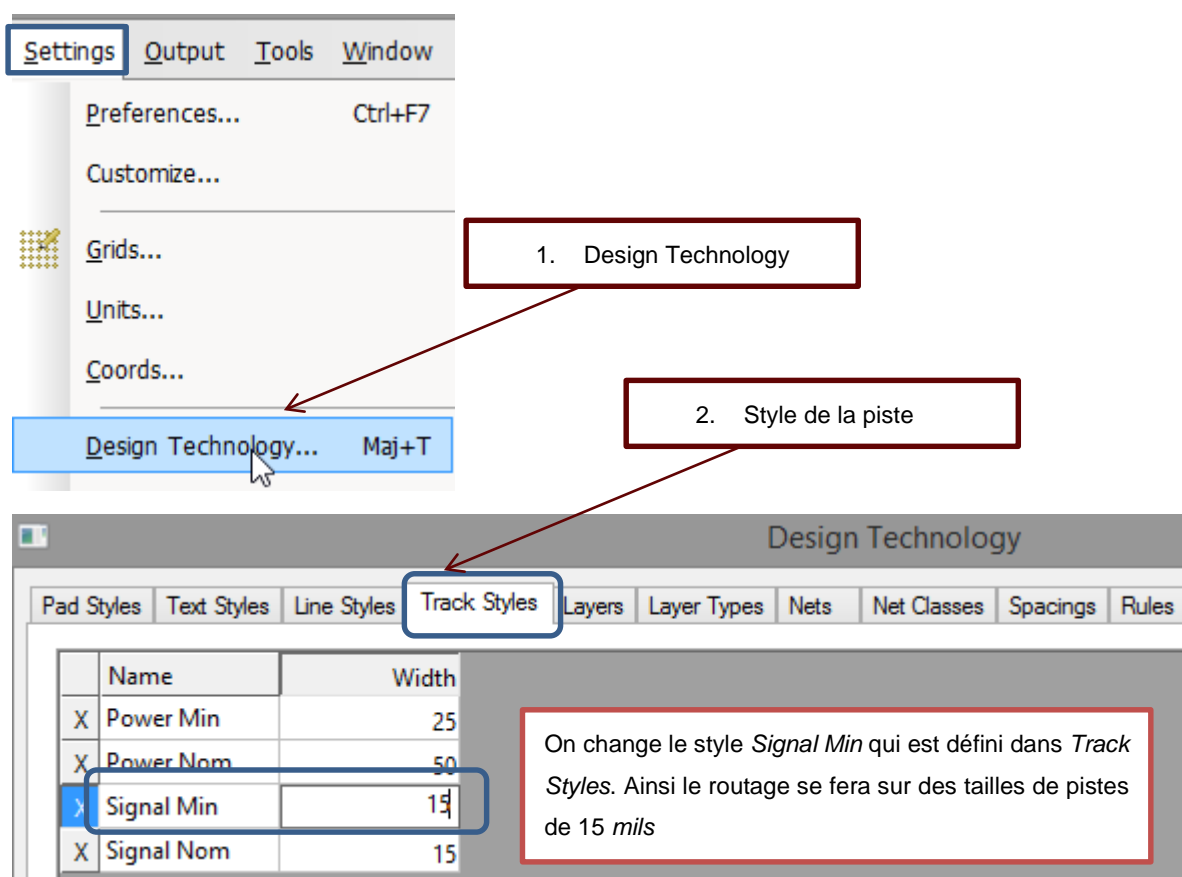 Settings Output Tools Window
Preferences... Ctrl+F7
Customize...
Grids...
Units...
Coords...
Design Technology... Maj+T
1. Design Technology
2. Style de la piste
Design Technology
Pad Styles Text Styles Line Styles Track Styles Layers Layer Types Nets Net Classes Spacings Rules
Name Width
X Power Min 25
X Power Nom 50
X Signal Min 15
X Signal Nom 15
On change le style Signal Min qui est défini dans Track
Styles. Ainsi le routage se fera sur des tailles de pistes
de 15 mils